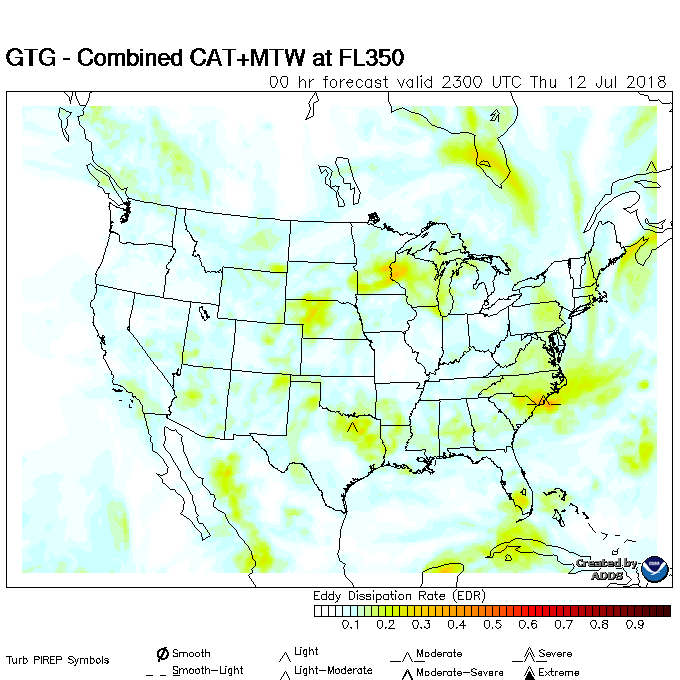 GTG - Combined CAT+MTW at FL350
00 hr forecast valid 2300 UTC Thu 12 Jul 2018
Created by
ADDS
Eddy Dissipation Rate (EDR)
0.1 0.2 0.3 0.4 0.5 0.6 0.7 0.8 0.9
Turb PIREP Symbols
Smooth Light Moderate Severe
Smooth-Light Light-Moderate Moderate-Severe Extreme